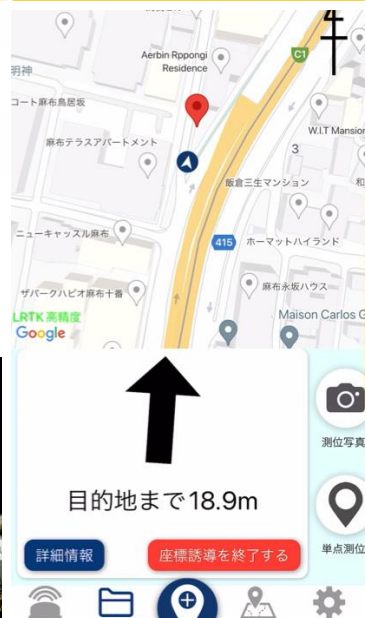 Aerbin Rppongi
Residence
C1
明神
コート麻布鳥居坂
W.I.T Mansion
麻布テラスアパートメント
3
飯倉三生マンション
和
ニューキャッスル麻布
415
ホーマットハイランド
ザパークハビオ麻布十番
麻布永坂ハウス
LRTK高精度
Maison Carlos G
Google
目的地まで18.9m
測位写真
詳細情報
座標誘導を終了する
単点測位